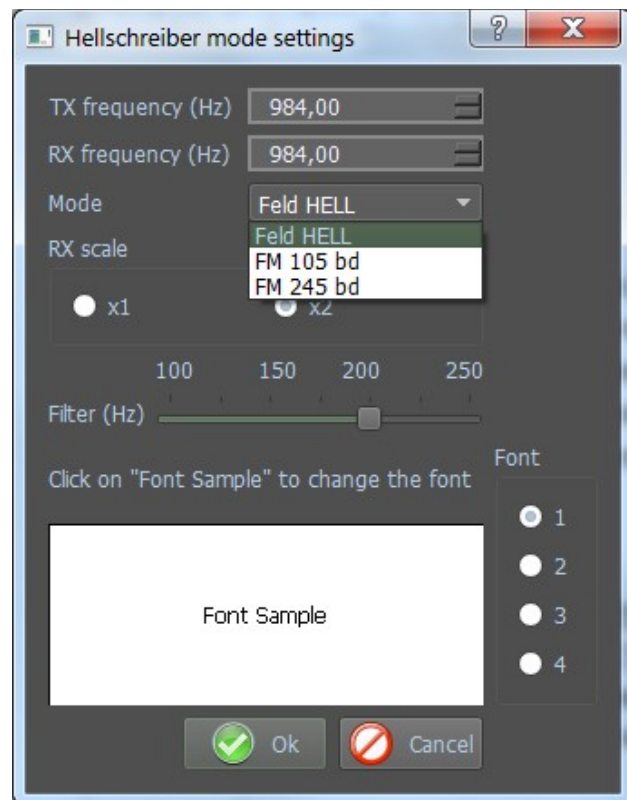 Hellschreiber mode settings
TX frequency (Hz) 984,00
RX frequency (Hz) 984,00
Mode Feld HELL
Feld HELL
FM 105 bd
FM 245 bd
RX scale
x1 x2
100 150 200 250
Filter (Hz)
Click on "Font Sample" to change the font
Font
1
2
3
4
Font Sample
Ok Cancel